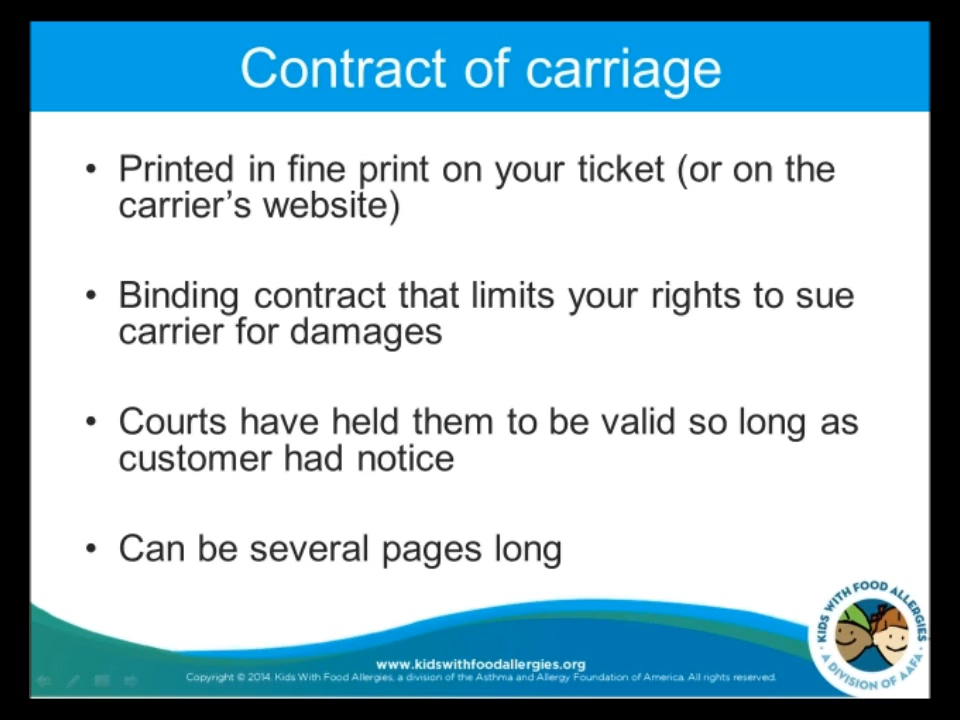 Contract of carriage
• Printed in fine print on your ticket (or on the
carrier's website)
• Binding contract that limits your rights to sue
carrier for damages
• Courts have held them to be valid so long as
customer had notice
• Can be several pages long
KIDS WITH FOOD ALLERGIES
A DIVISION OF AAFA
www.kidswithfoodallergies.org
Copyright © 2014. Kids With Food Allergies, a division of the Asthma and Allergy Foundation of America. All rights reserved.